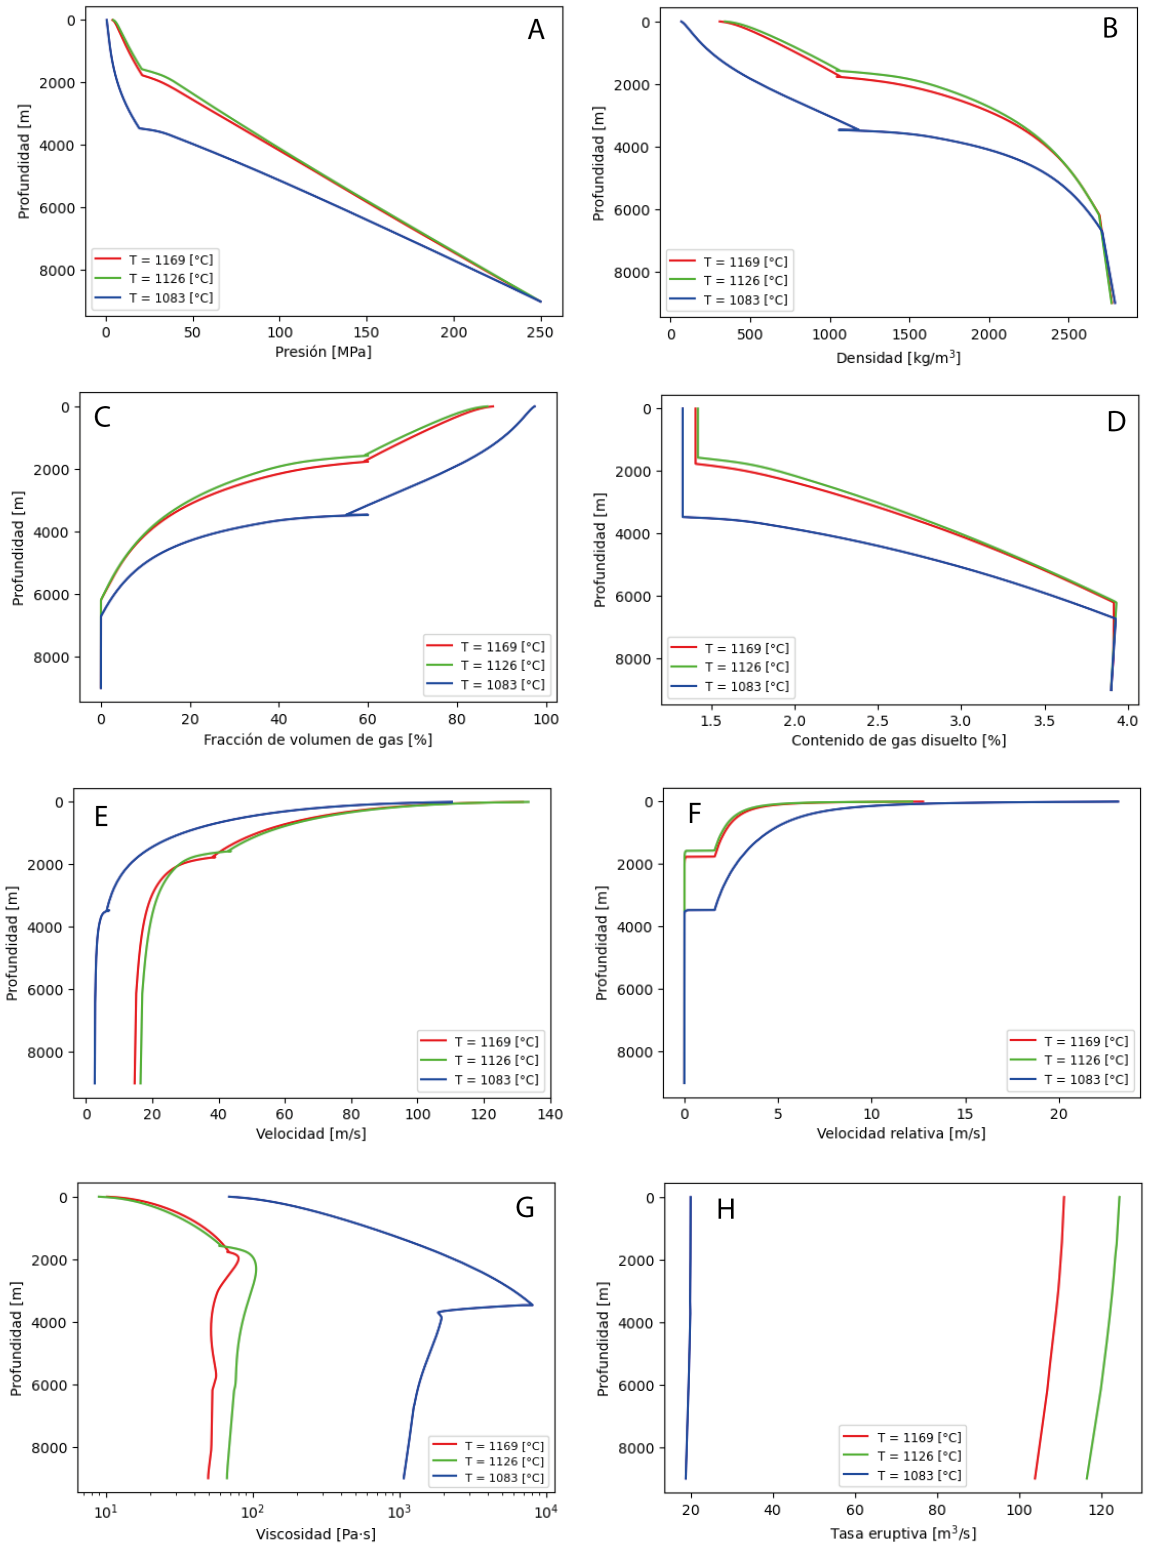 A
0
2000
4000
6000
8000
Profundidad [m]
T = 1169 [°C]
T = 1126 [°C]
T = 1083 [°C]
0 50 100 150 200 250
Presión [MPa]
B
0
2000
4000
6000
8000
Profundidad [m]
T = 1169 [°C]
T = 1126 [°C]
T = 1083 [°C]
0 500 1000 1500 2000 2500
Densidad [kg/m³]
C
0
2000
4000
6000
8000
Profundidad [m]
T = 1169 [°C]
T = 1126 [°C]
T = 1083 [°C]
0 20 40 60 80 100
Fracción de volumen de gas [%]
D
0
2000
4000
6000
8000
Profundidad [m]
T = 1169 [°C]
T = 1126 [°C]
T = 1083 [°C]
1.5 2.0 2.5 3.0 3.5 4.0
Contenido de gas disuelto [%]
E
0
2000
4000
6000
8000
Profundidad [m]
T = 1169 [°C]
T = 1126 [°C]
T = 1083 [°C]
0 20 40 60 80 100 120 140
Velocidad [m/s]
F
0
2000
4000
6000
8000
Profundidad [m]
T = 1169 [°C]
T = 1126 [°C]
T = 1083 [°C]
0 5 10 15 20
Velocidad relativa [m/s]
G
0
2000
4000
6000
8000
Profundidad [m]
T = 1169 [°C]
T = 1126 [°C]
T = 1083 [°C]
10¹ 10² 10³ 10⁴
Viscosidad [Pa·s]
H
0
2000
4000
6000
8000
Profundidad [m]
T = 1169 [°C]
T = 1126 [°C]
T = 1083 [°C]
20 40 60 80 100 120
Tasa eruptiva [m³/s]